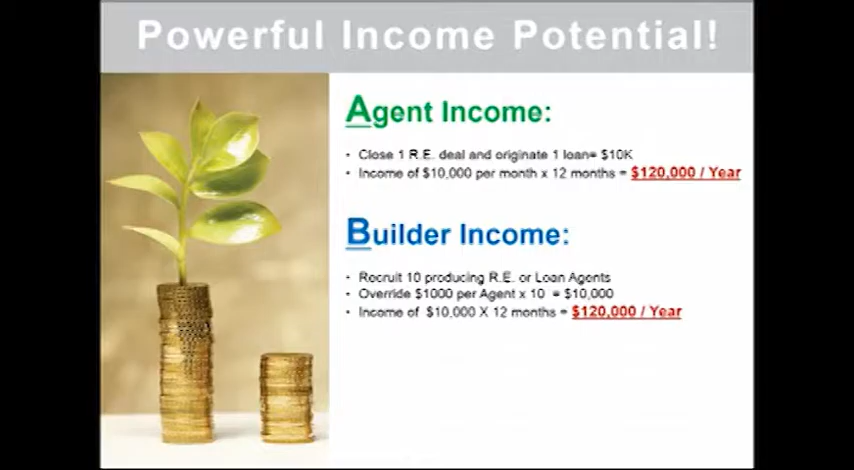 Powerful Income Potential!
Agent Income:
• Close 1 R.E. deal and originate 1 loan= $10K
• Income of $10,000 per month x 12 months = $120,000 / Year
Builder Income:
• Recruit 10 producing R.E. or Loan Agents
• Override $1000 per Agent x 10 = $10,000
• Income of $10,000 X 12 months = $120,000 / Year